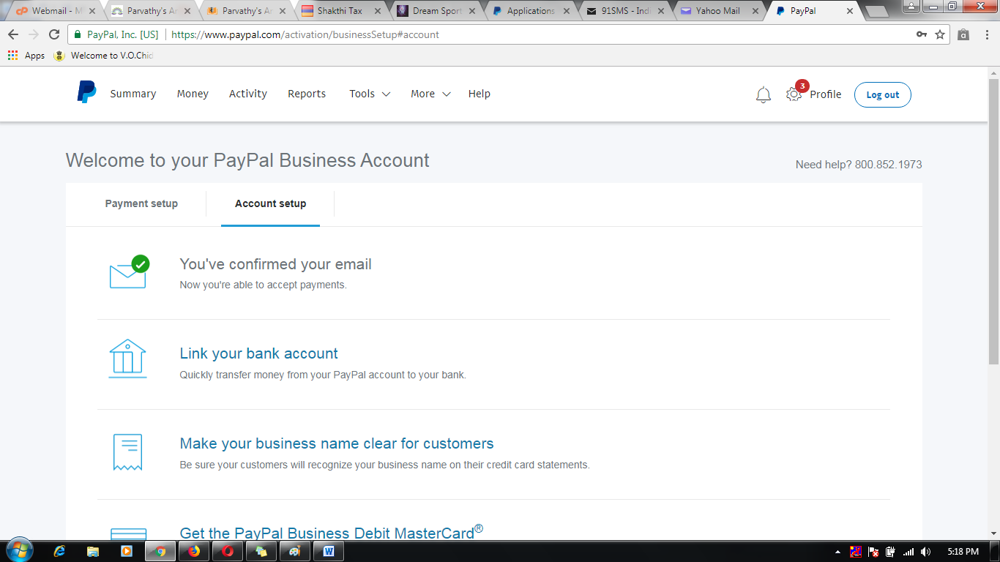 Webmail - M
Parvathy's Ar
Parvathy's Ar
Shakthi Tax
Dream Sport
Applications
91SMS - Indi
Yahoo Mail
PayPal
PayPal, Inc. [US]
https://www.paypal.com/activation/businessSetup#account
Apps
Welcome to V.O.Chid
Summary
Money
Activity
Reports
Tools
More
Help
3
Profile
Log out
Welcome to your PayPal Business Account
Need help? 800.852.1973
Payment setup
Account setup
You've confirmed your email
Now you're able to accept payments.
Link your bank account
Quickly transfer money from your PayPal account to your bank.
Make your business name clear for customers
Be sure your customers will recognize your business name on their credit card statements.
Get the PayPal Business Debit MasterCard®
5:18 PM